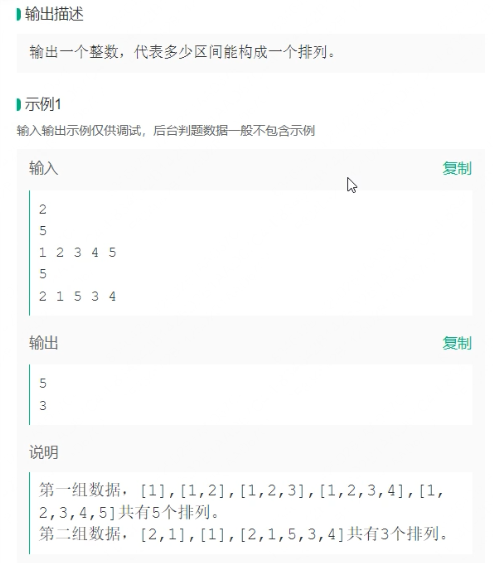 输出描述
输出一个整数，代表多少区间能构成一个排列。
示例1
输入输出示例仅供调试，后台判题数据一般不包含示例
输入
复制
2
5
1 2 3 4 5
5
2 1 5 3 4
输出
复制
5
3
说明
第一组数据，[1],[1,2],[1,2,3],[1,2,3,4],[1,
2,3,4,5]共有5个排列。
第二组数据，[2,1],[1],[2,1,5,3,4]共有3个排列。